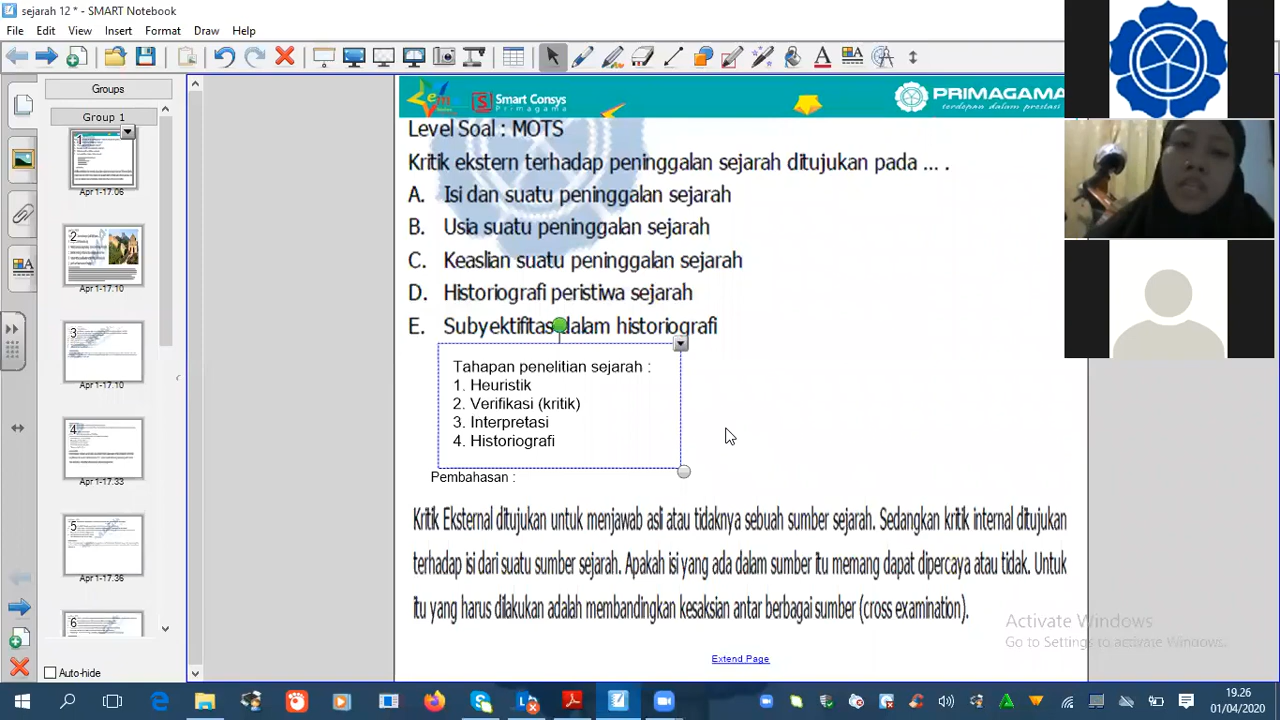 sejarah 12 * - SMART Notebook
File Edit View Insert Format Draw Help
Groups
Group 1
1
Apr 1-17.06
2
Apr 1-17.10
3
Apr 1-17.10
4
Apr 1-17.33
5
Apr 1-17.36
6
Auto-hide
Smart Consys
Primagama
PRIMAGAMA
terdepan dalam prestasi
Level Soal : MOTS
Kritik ekstern terhadap peninggalan sejarah ditujukan pada ... .
A. Isi dan suatu peninggalan sejarah
B. Usia suatu peninggalan sejarah
C. Keaslian suatu peninggalan sejarah
D. Historiografi peristiwa sejarah
E. Subyektifitas dalam historiografi
Tahapan penelitian sejarah :
1. Heuristik
2. Verifikasi (kritik)
3. Interpretasi
4. Historiografi
Pembahasan :
Kritik Eksternal ditujukan untuk menjawab asli atau tidaknya sebuah sumber sejarah. Sedangkan kritik internal ditujukan
terhadap isi dari suatu sumber sejarah. Apakah isi yang ada dalam sumber itu memang dapat dipercaya atau tidak. Untuk
itu yang harus dilakukan adalah membandingkan kesaksian antar berbagai sumber (cross examination).
Extend Page
Activate Windows
Go to Settings to activate Windows.
19.26
01/04/2020